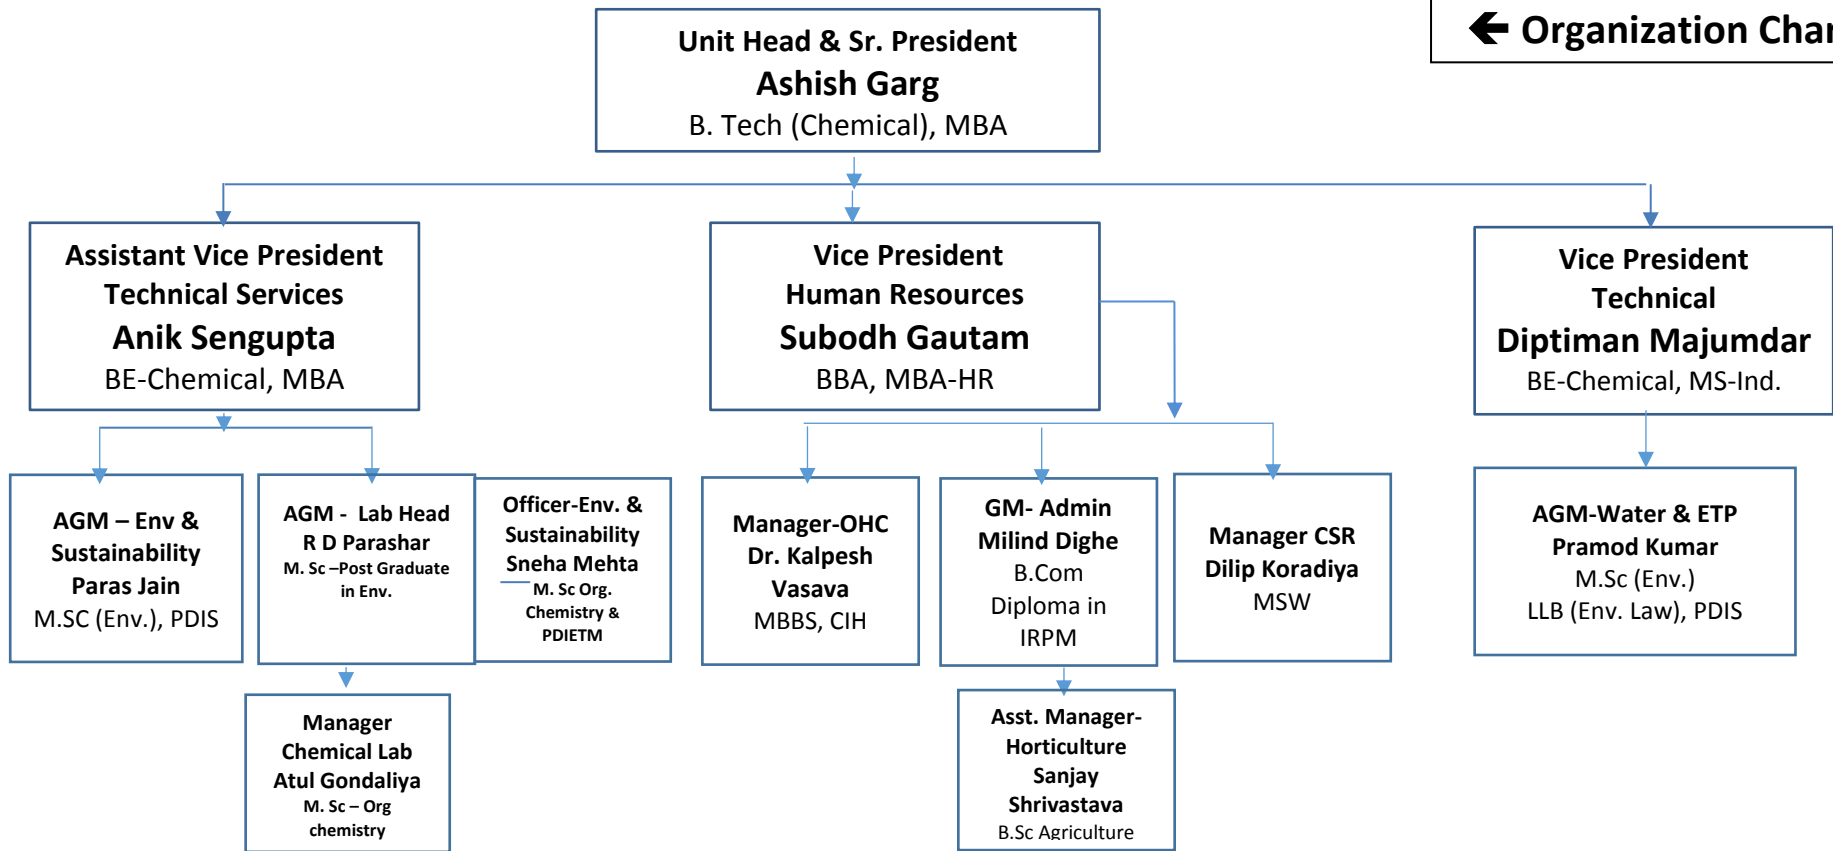 ← Organization Char
Unit Head & Sr. President
Ashish Garg
B. Tech (Chemical), MBA
Assistant Vice President
Technical Services
Anik Sengupta
BE-Chemical, MBA
Vice President
Human Resources
Subodh Gautam
BBA, MBA-HR
Vice President
Technical
Diptiman Majumdar
BE-Chemical, MS-Ind.
AGM – Env &
Sustainability
Paras Jain
M.SC (Env.), PDIS
AGM - Lab Head
R D Parashar
M. Sc –Post Graduate
in Env.
Officer-Env. &
Sustainability
Sneha Mehta
M. Sc Org.
Chemistry &
PDIETM
Manager-OHC
Dr. Kalpesh
Vasava
MBBS, CIH
GM- Admin
Milind Dighe
B.Com
Diploma in
IRPM
Manager CSR
Dilip Koradiya
MSW
AGM-Water & ETP
Pramod Kumar
M.Sc (Env.)
LLB (Env. Law), PDIS
Manager
Chemical Lab
Atul Gondaliya
M. Sc – Org
chemistry
Asst. Manager-
Horticulture
Sanjay
Shrivastava
B.Sc Agriculture